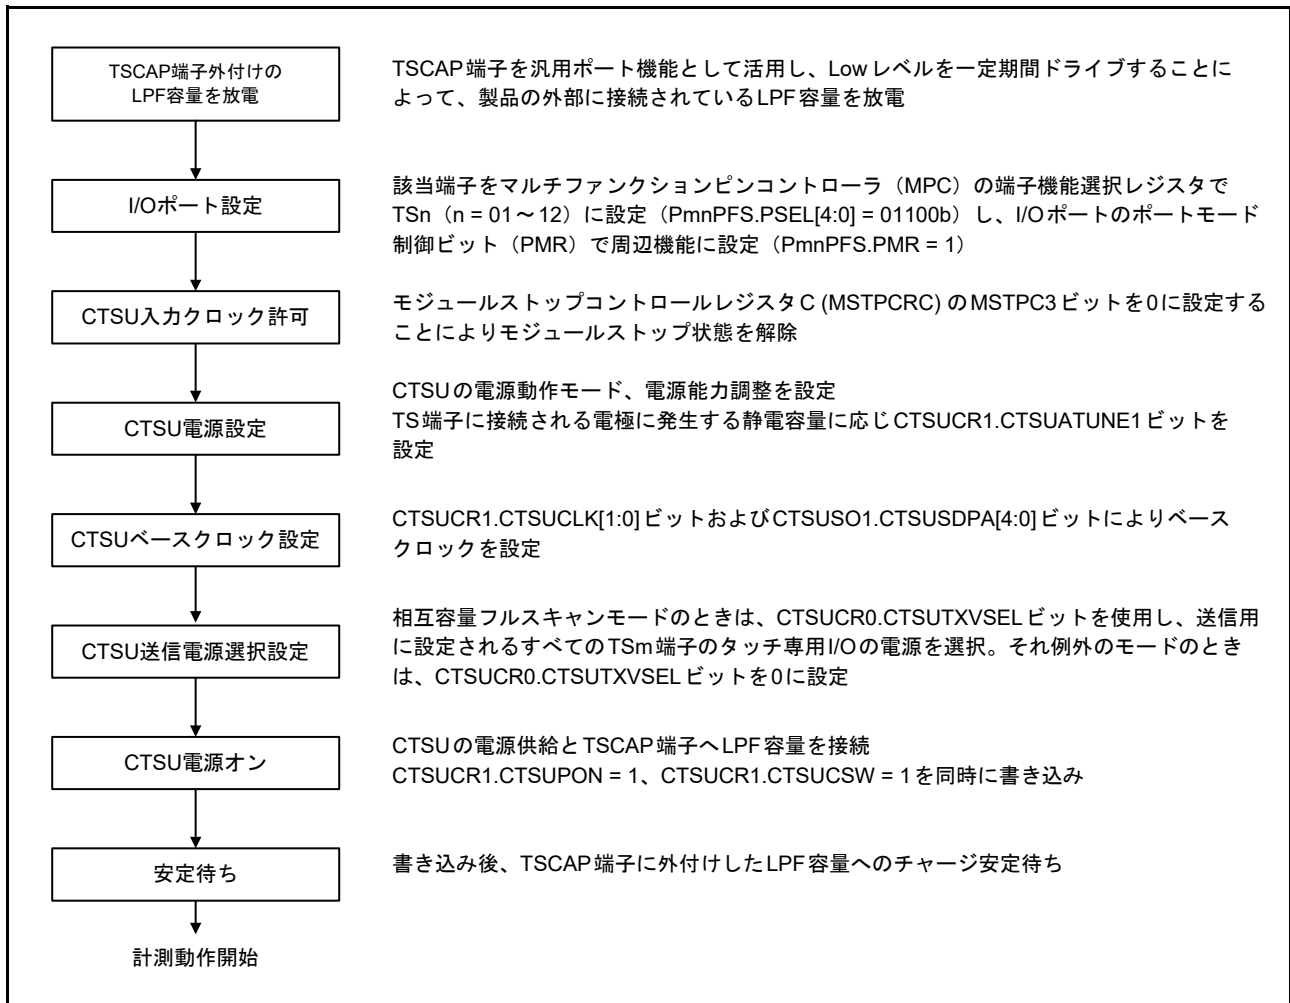 TSCAP端子外付けの
LPF容量を放電
TSCAP端子を汎用ポート機能として活用し、Lowレベルを一定期間ドライブすることに
よって、製品の外部に接続されているLPF容量を放電
I/Oポート設定
該当端子をマルチファンクションピンコントローラ（MPC）の端子機能選択レジスタで
TSn（n = 01～12）に設定（PmnPFS.PSEL[4:0] = 01100b）し、I/Oポートのポートモード
制御ビット（PMR）で周辺機能に設定（PmnPFS.PMR = 1）
CTSU入力クロック許可
モジュールストップコントロールレジスタC (MSTPCRC) のMSTPC3ビットを0に設定する
ことによりモジュールストップ状態を解除
CTSU電源設定
CTSUの電源動作モード、電源能力調整を設定
TS端子に接続される電極に発生する静電容量に応じCTSUCR1.CTSUATUNE1ビットを
設定
CTSUベースクロック設定
CTSUCR1.CTSUCLK[1:0]ビットおよびCTSUSO1.CTSUSDPA[4:0]ビットによりベース
クロックを設定
CTSU送信電源選択設定
相互容量フルスキャンモードのときは、CTSUCR0.CTSUTXVSELビットを使用し、送信用
に設定されるすべてのTSm端子のタッチ専用I/Oの電源を選択。それ例外のモードのとき
は、CTSUCR0.CTSUTXVSELビットを0に設定
CTSU電源オン
CTSUの電源供給とTSCAP端子へLPF容量を接続
CTSUCR1.CTSUPON = 1、CTSUCR1.CTSUCSW = 1を同時に書き込み
安定待ち
書き込み後、TSCAP端子に外付けしたLPF容量へのチャージ安定待ち
計測動作開始